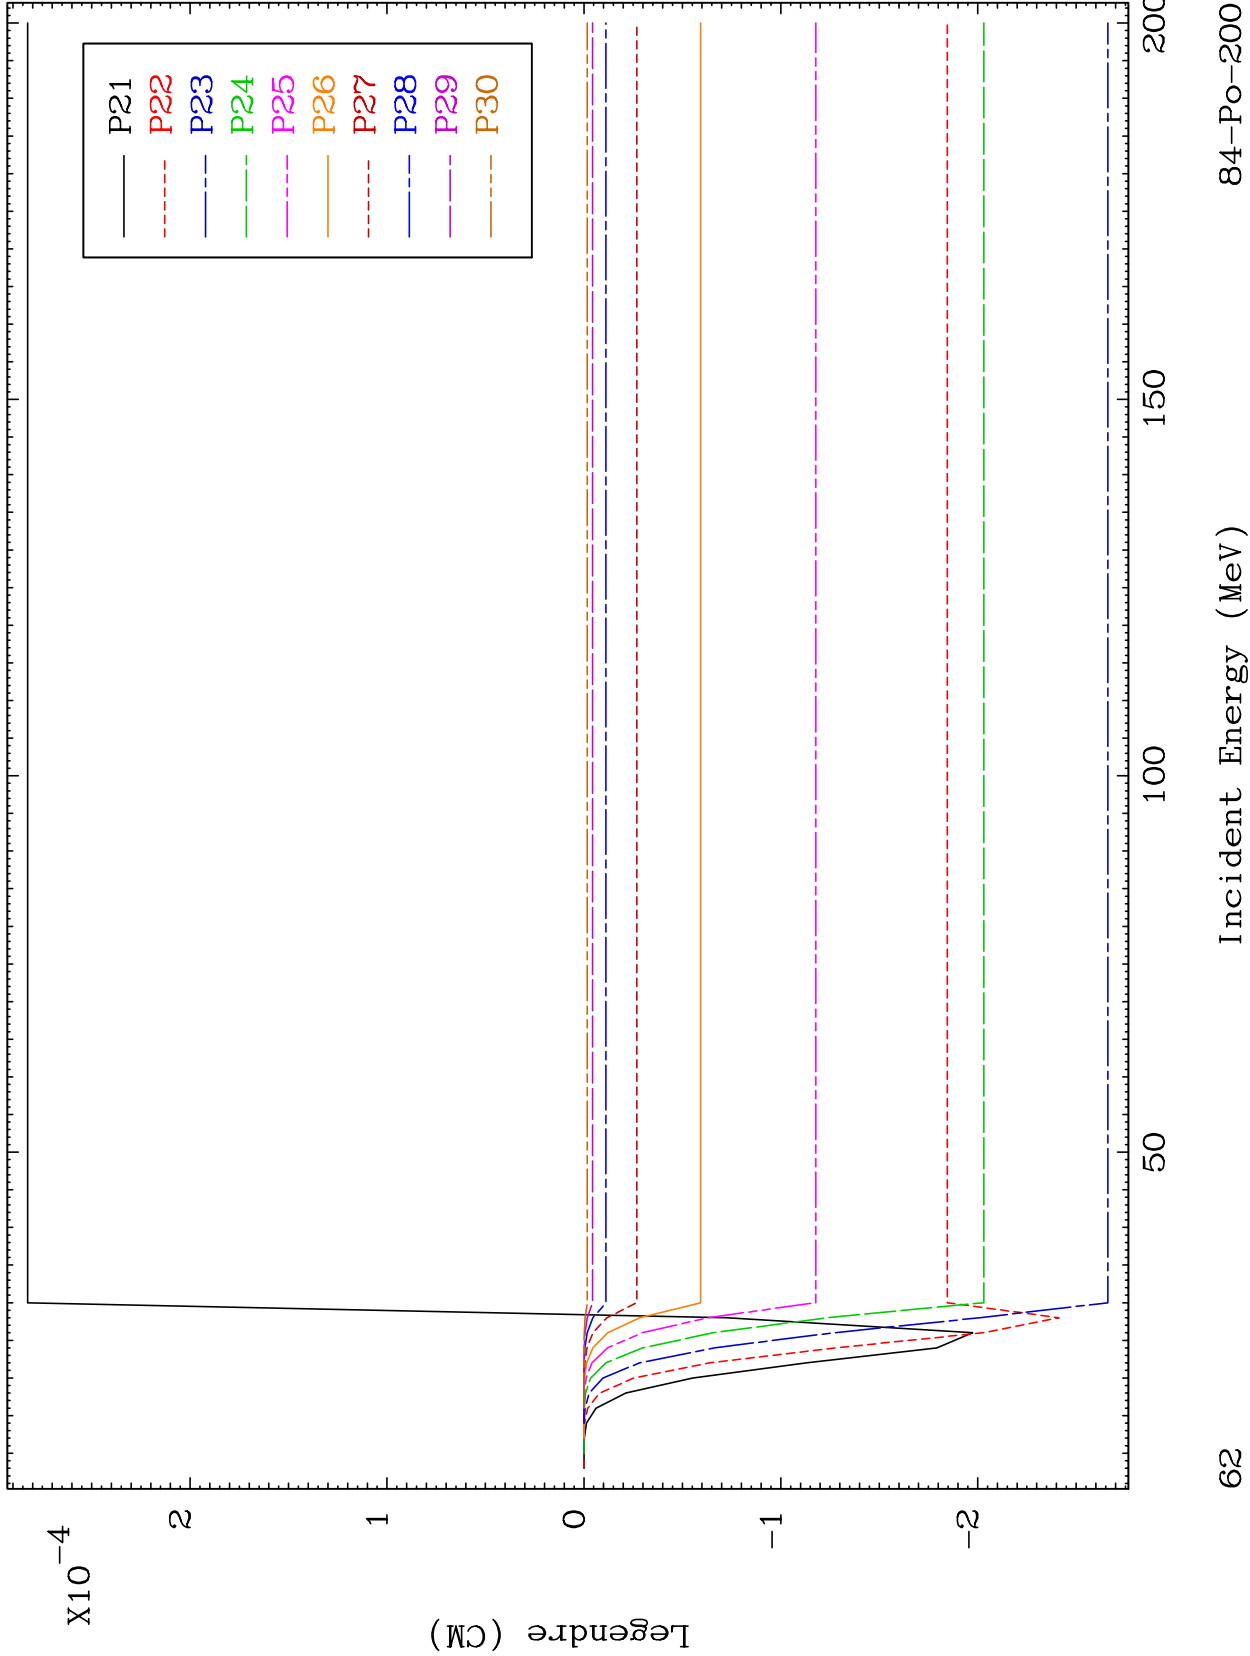 X10⁻⁴
2
1
0
-1
-2
Legendre (CM)
P21
P22
P23
P24
P25
P26
P27
P28
P29
P30
50
100
150
200
Incident Energy (MeV)
62
84-Po-200